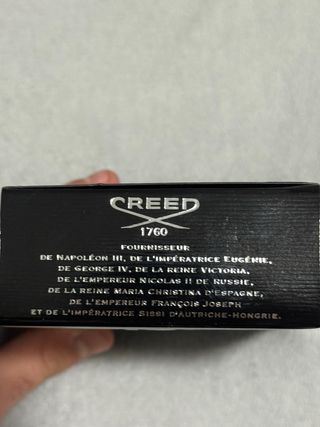 CREED
1760
FOURNISSEUR
DE NAPOLÉON III, DE L'IMPÉRATRICE EUGÉNIE,
DE GEORGE IV, DE LA REINE VICTORIA,
DE L'EMPEREUR NICOLAS II DE RUSSIE,
DE LA REINE MARIA CHRISTINA D'ESPAGNE,
DE L'EMPEREUR FRANÇOIS JOSEPH
ET DE L'IMPÉRATRICE SISSI D'AUTRICHE-HONGRIE.